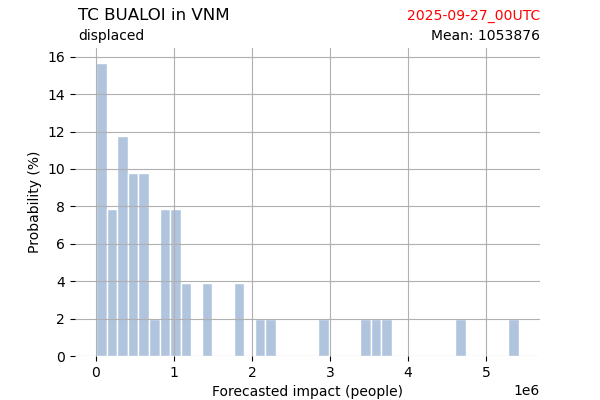 TC BUALOI in VNM
2025-09-27_00UTC
displaced
Mean: 1053876
16
14
12
10
8
6
4
2
0
Probability (%)
0 1 2 3 4 5
1e6
Forecasted impact (people)